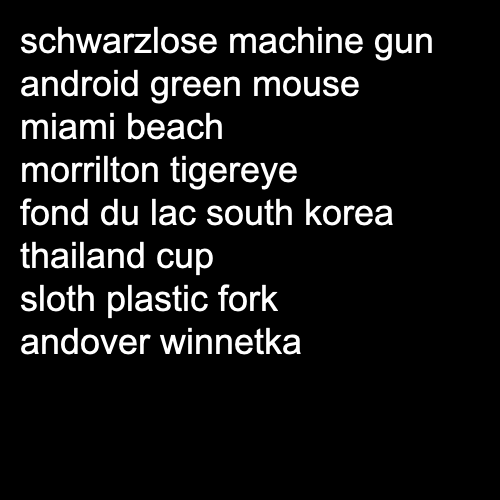 schwarzlose machine gun
android green mouse
miami beach
morrilton tigereye
fond du lac south korea
thailand cup
sloth plastic fork
andover winnetka